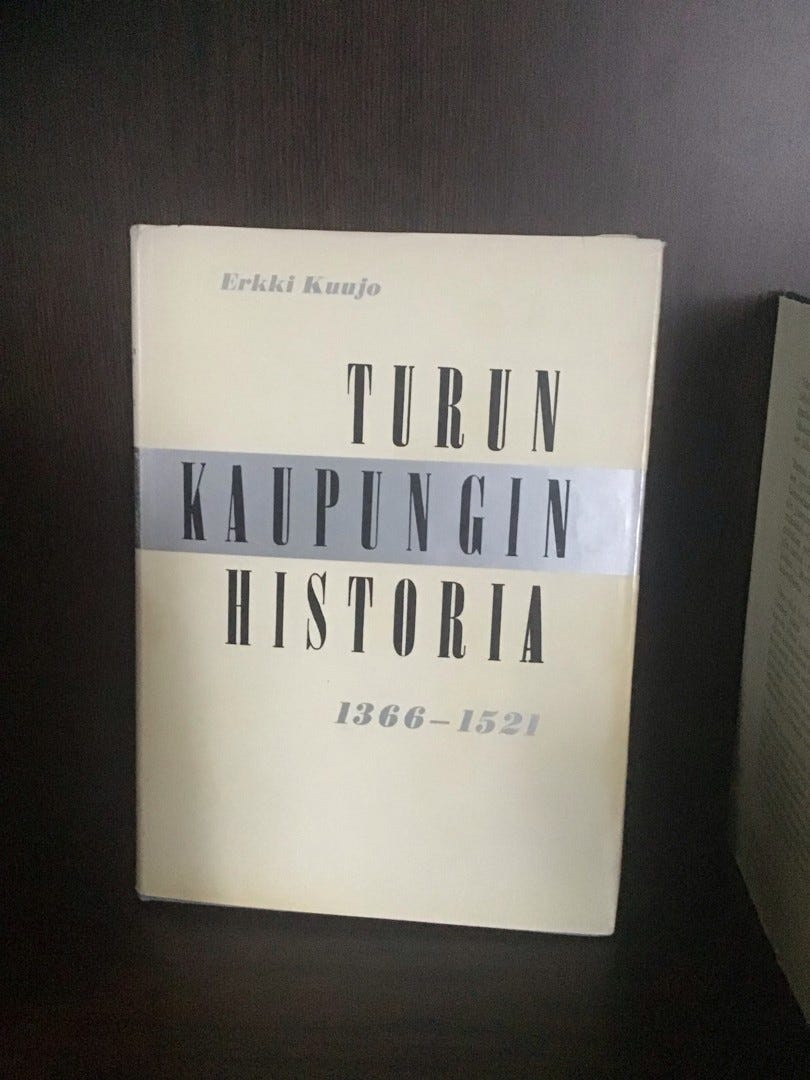 Erkki Kuujo
TURUN
KAUPUNGIN
HISTORIA
1366–1521